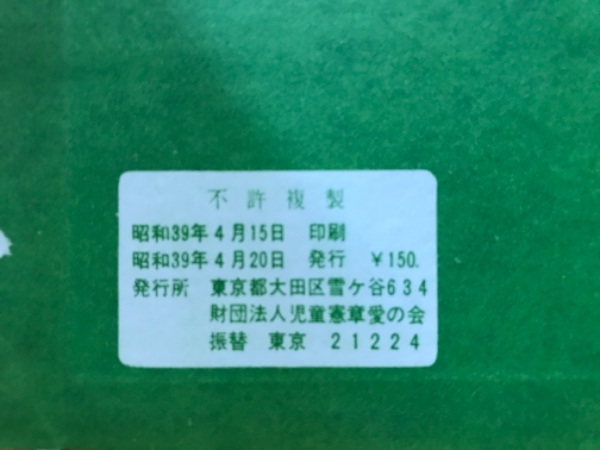 不許複製
昭和39年4月15日 印刷
昭和39年4月20日 発行 ¥150.
発行所 東京都大田区雪ケ谷634
財団法人児童憲章愛の会
振替 東京 21224